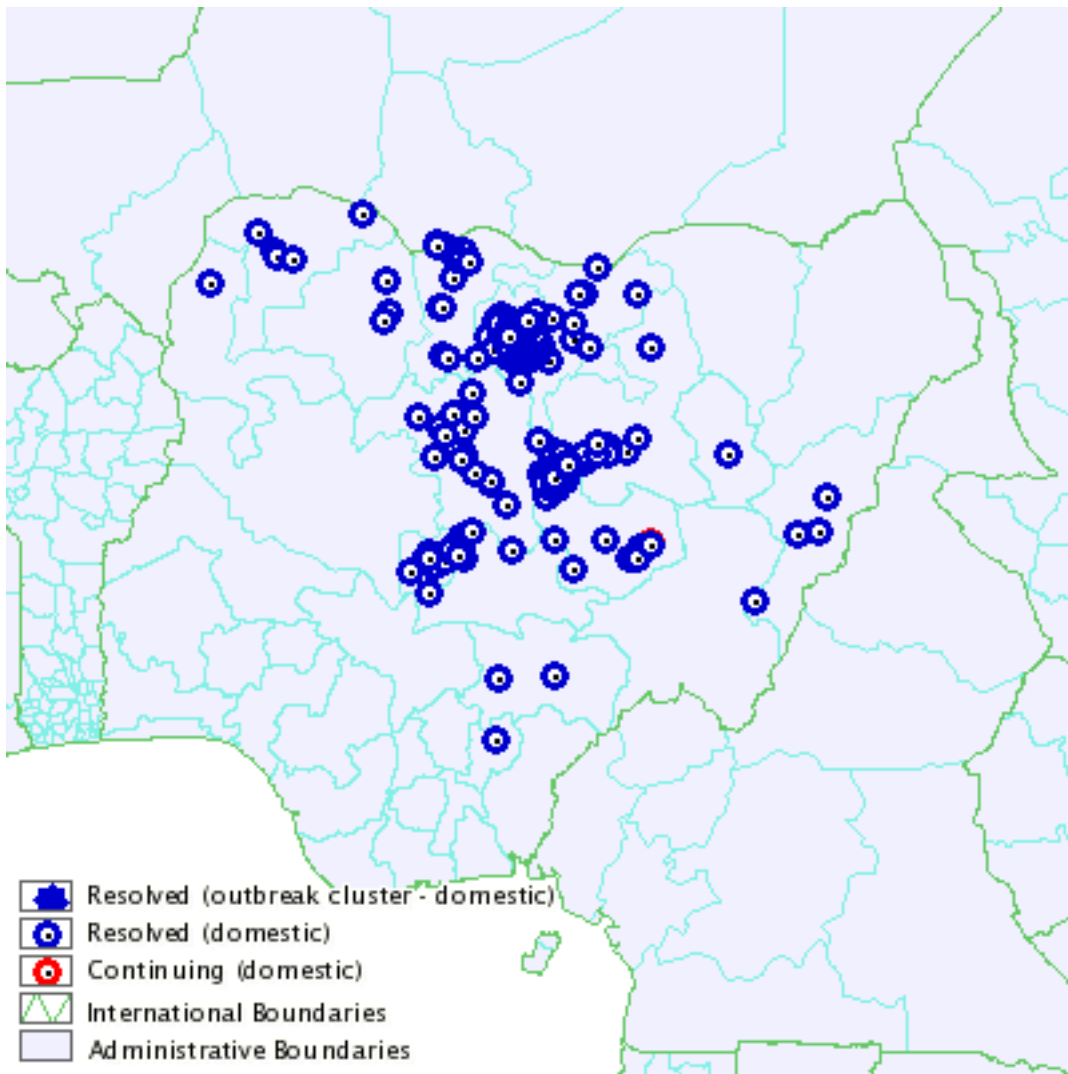 Resolved (outbreak cluster - domestic)
Resolved (domestic)
Continuing (domestic)
International Boundaries
Administrative Boundaries